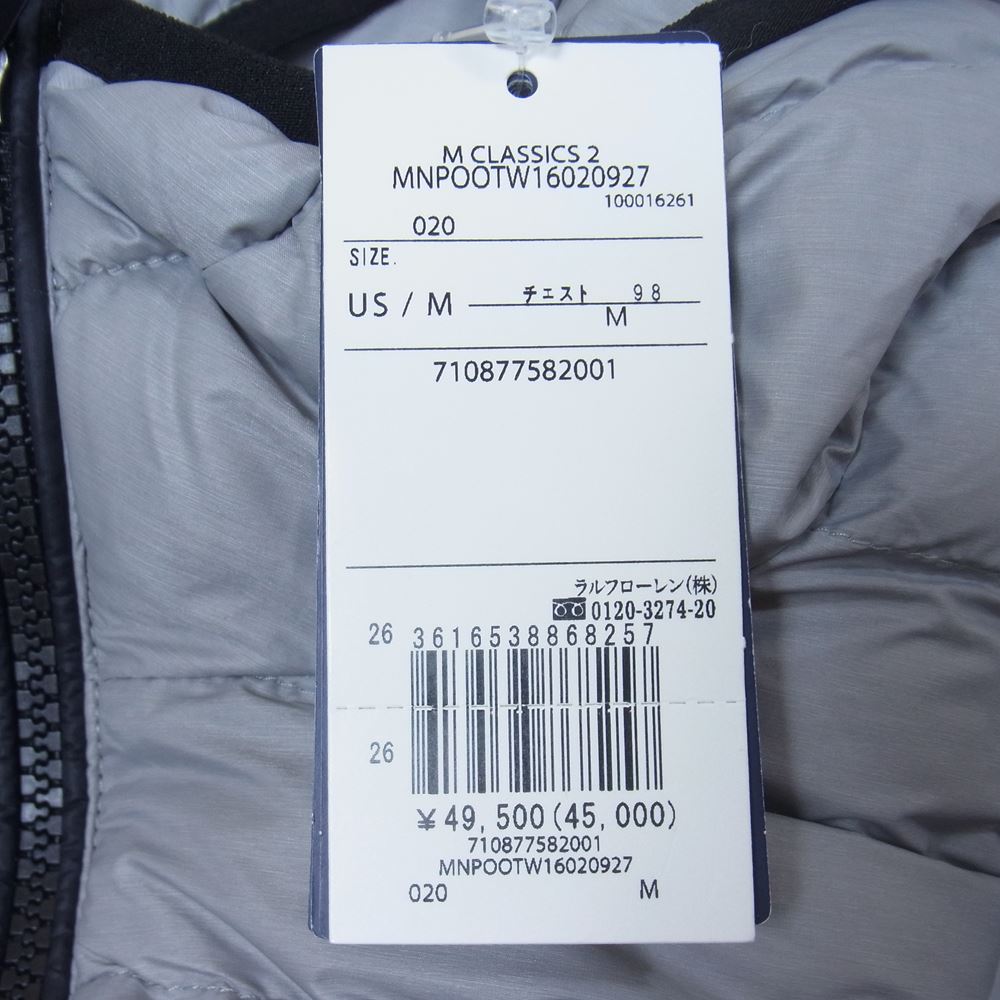 M CLASSICS 2
MNPOOTW16020927
100016261
020
SIZE.
US / M チェスト 98
M
710877582001
ラルフローレン(株)
0120-3274-20
26 3616538868257
26
¥ 49,500(45,000)
710877582001
MNPOOTW16020927
020 M